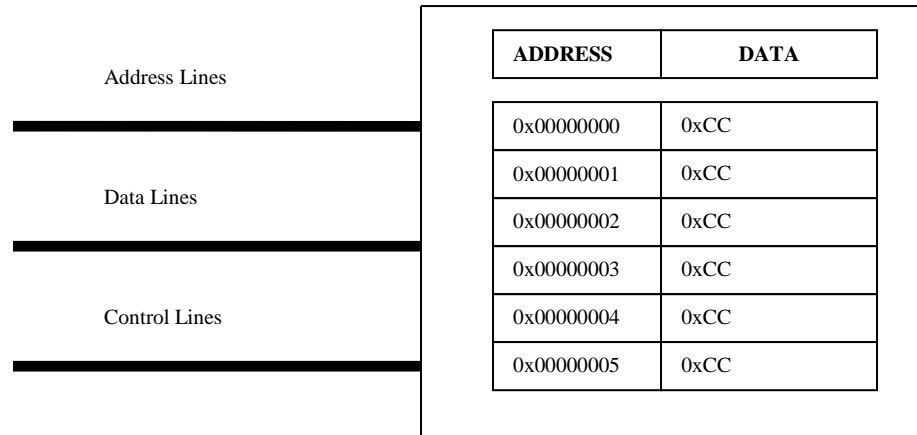 Address Lines
Data Lines
Control Lines
ADDRESS DATA
0x00000000 0xCC
0x00000001 0xCC
0x00000002 0xCC
0x00000003 0xCC
0x00000004 0xCC
0x00000005 0xCC